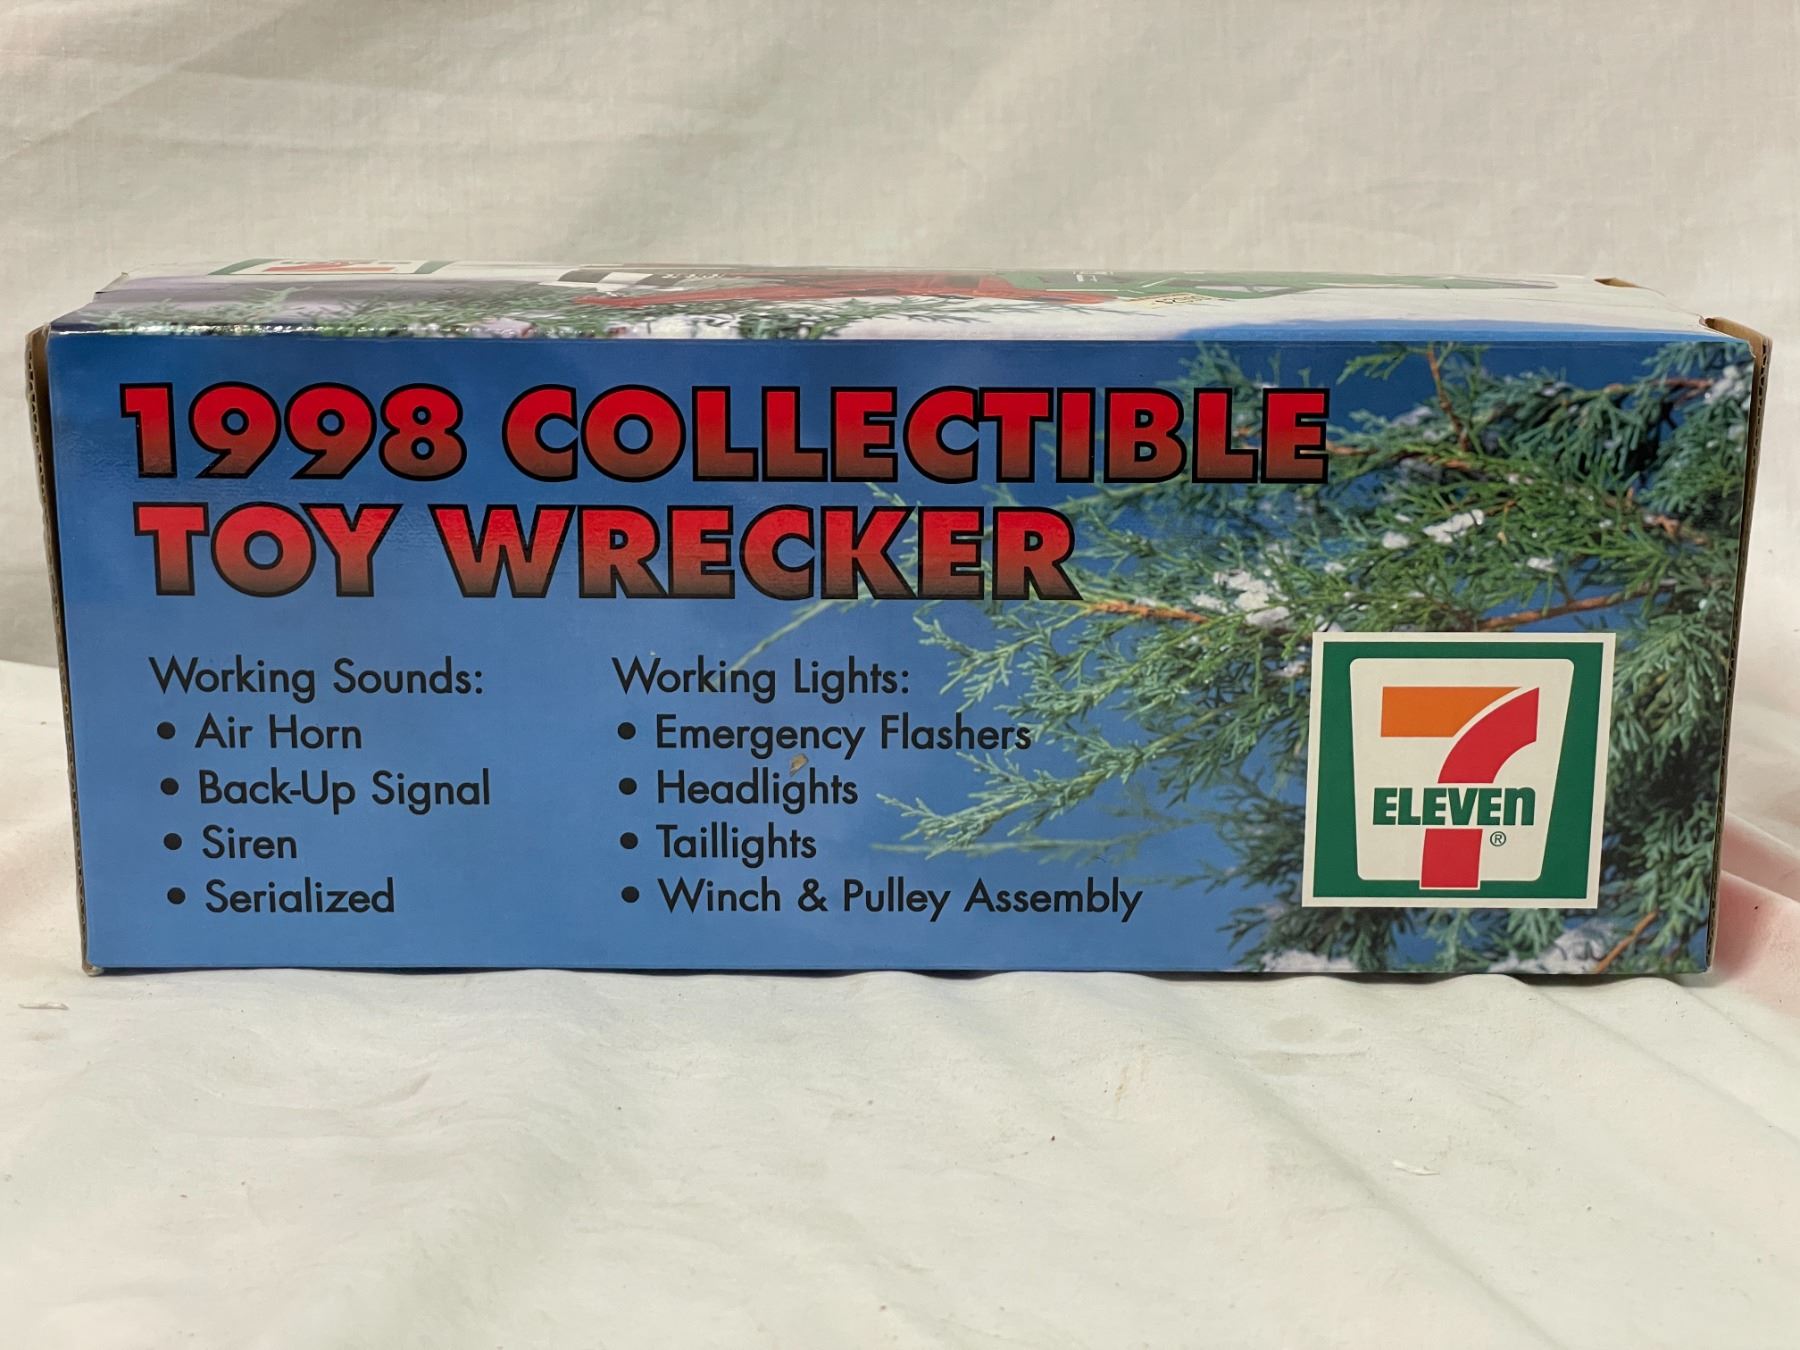 1998 COLLECTIBLE
TOY WRECKER
Working Sounds:
• Air Horn
• Back-Up Signal
• Siren
• Serialized
Working Lights:
• Emergency Flashers
• Headlights
• Taillights
• Winch & Pulley Assembly
7
ELEVEn
®